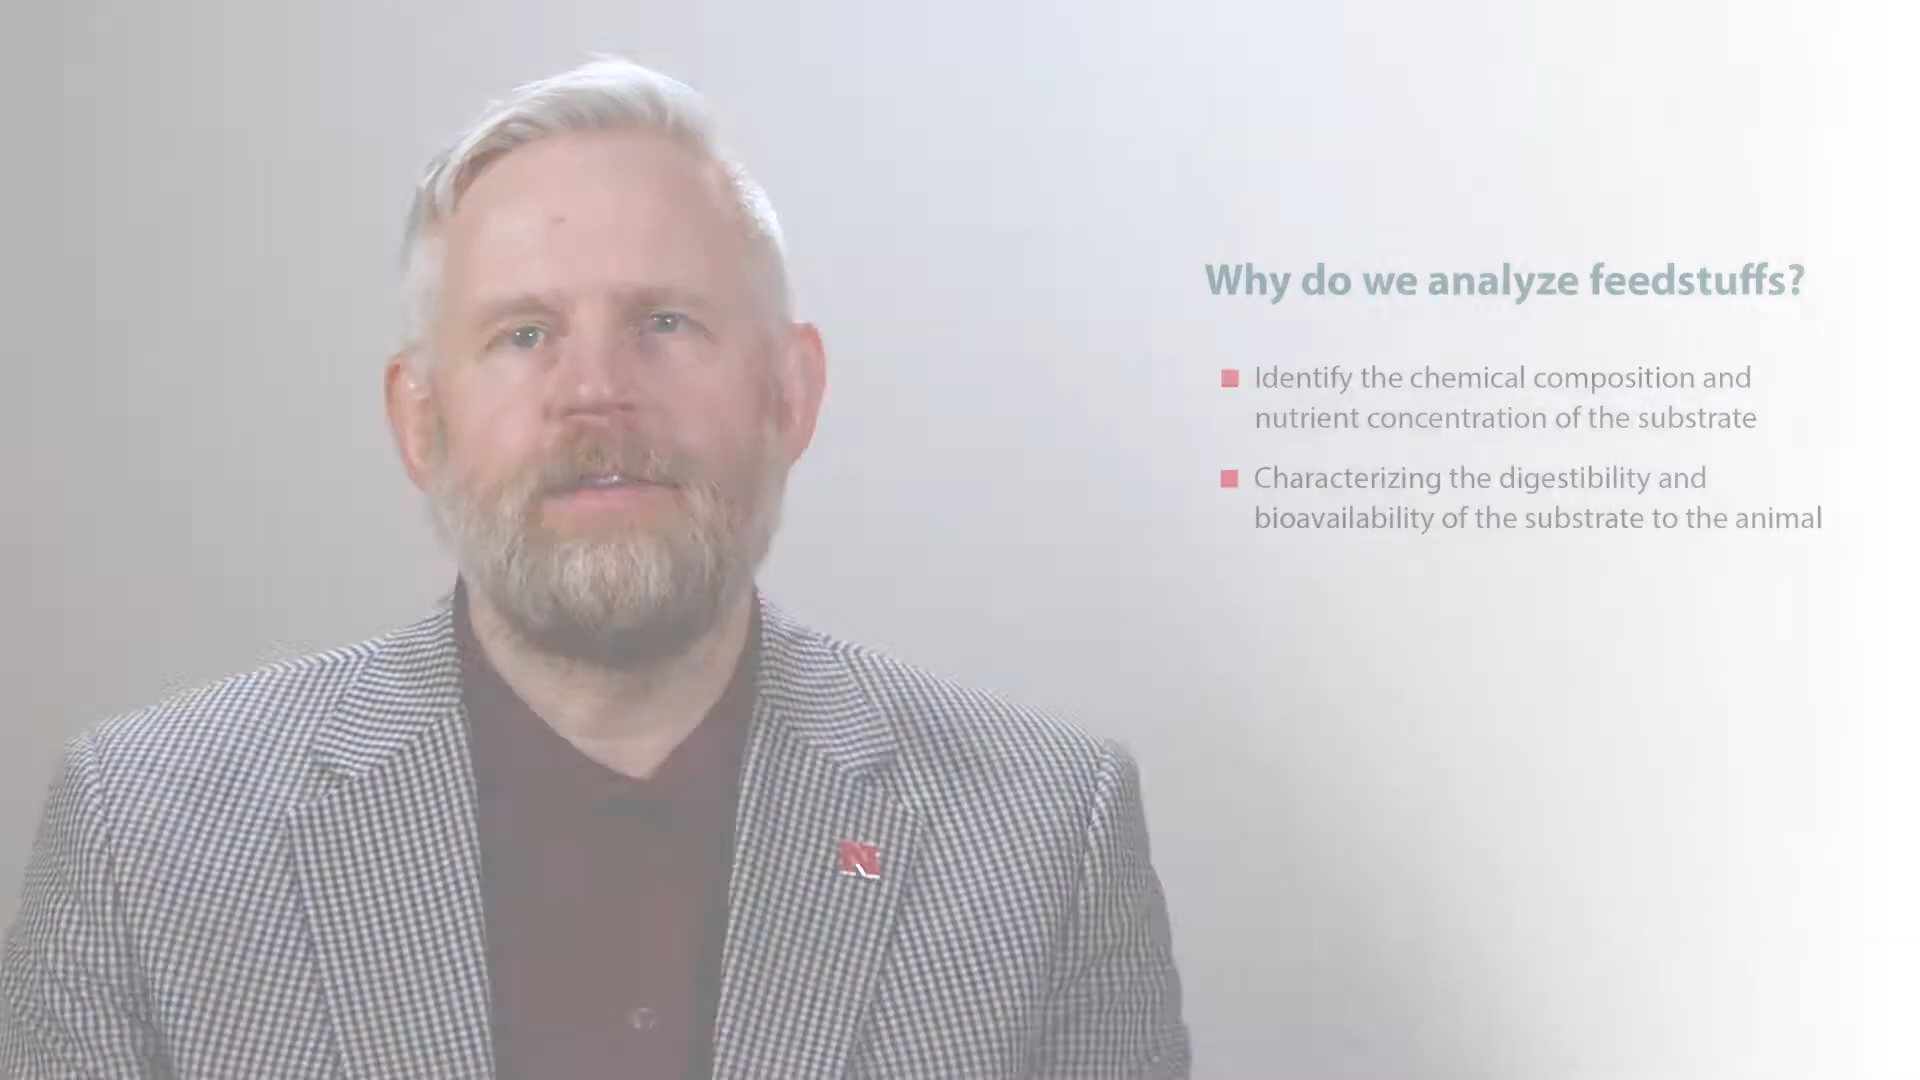 Why do we analyze feedstuffs?
Identify the chemical composition and
nutrient concentration of the substrate
Characterizing the digestibility and
bioavailability of the substrate to the animal
N